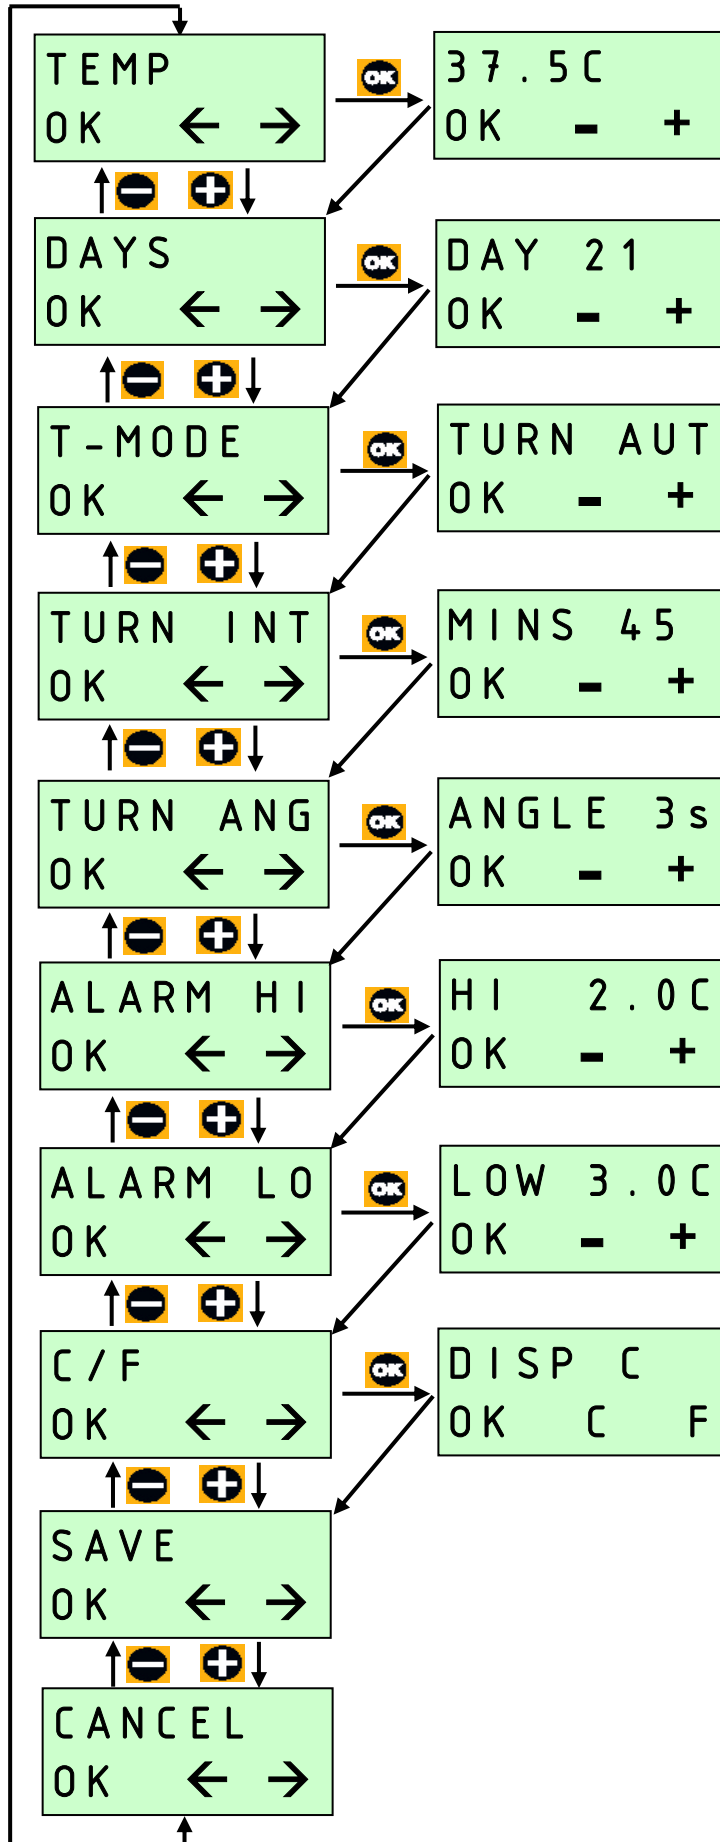 TEMP
OK ← →
OK
37.5C
OK - +
DAYS
OK ← →
OK
DAY 21
OK - +
T-MODE
OK ← →
OK
TURN AUT
OK - +
TURN INT
OK ← →
OK
MINS 45
OK - +
TURN ANG
OK ← →
OK
ANGLE 3s
OK - +
ALARM HI
OK ← →
OK
HI 2.0C
OK - +
ALARM LO
OK ← →
OK
LOW 3.0C
OK - +
C/F
OK ← →
OK
DISP C
OK C F
SAVE
OK ← →
CANCEL
OK ← →